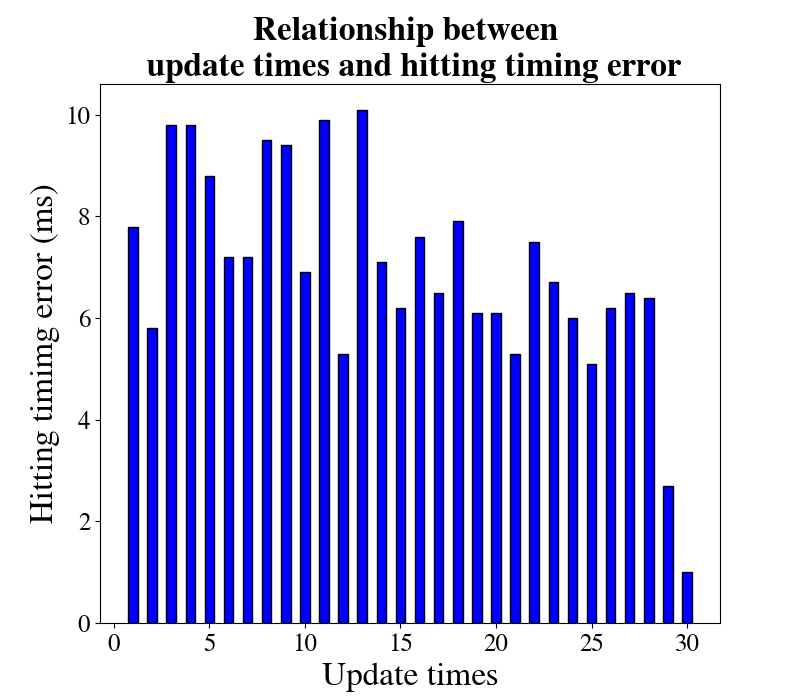 Relationship between
update times and hitting timing error
Hitting timimg error (ms)
10
8
6
4
2
0
0 5 10 15 20 25 30
Update times